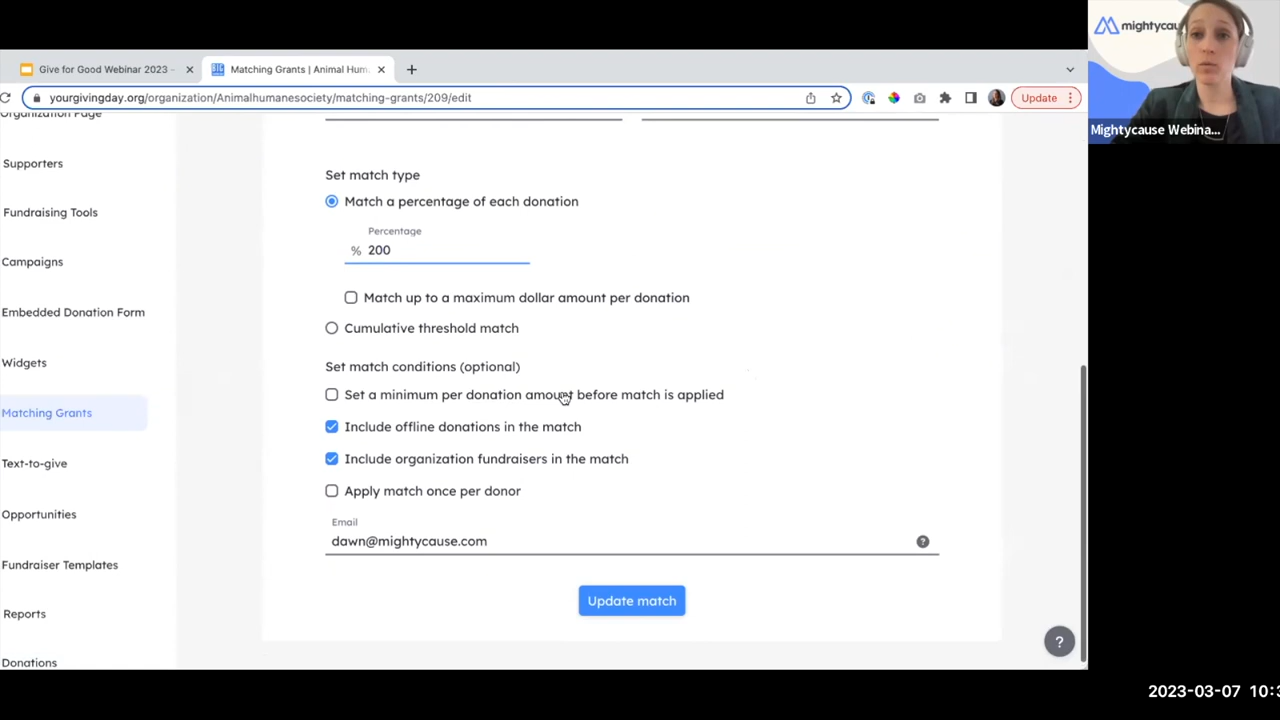 Give for Good Webinar 2023 -
Matching Grants | Animal Hum
mightycau
yourgivingday.org/organization/Animalhumanesociety/matching-grants/209/edit
Update
Mightycause Webina...
Organization Page
Supporters
Fundraising Tools
Campaigns
Embedded Donation Form
Widgets
Matching Grants
Text-to-give
Opportunities
Fundraiser Templates
Reports
Donations
Set match type
Match a percentage of each donation
Percentage
% 200
Match up to a maximum dollar amount per donation
Cumulative threshold match
Set match conditions (optional)
Set a minimum per donation amount before match is applied
Include offline donations in the match
Include organization fundraisers in the match
Apply match once per donor
Email
dawn@mightycause.com
?
Update match
?
2023-03-07 10:3